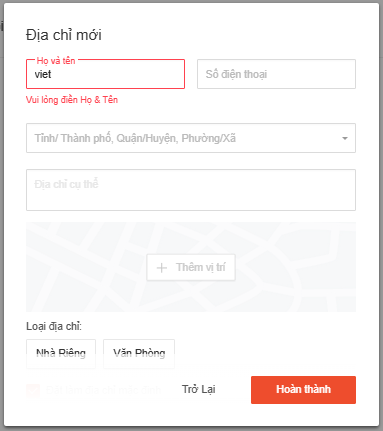 Địa chỉ mới
Họ và tên
viet
Số điện thoại
Vui lòng điền Họ & Tên
Tỉnh/ Thành phố, Quận/Huyện, Phường/Xã
Địa chỉ cụ thể
Thêm vị trí
Loại địa chỉ:
Nhà Riêng
Văn Phòng
Trở Lại
Hoàn thành